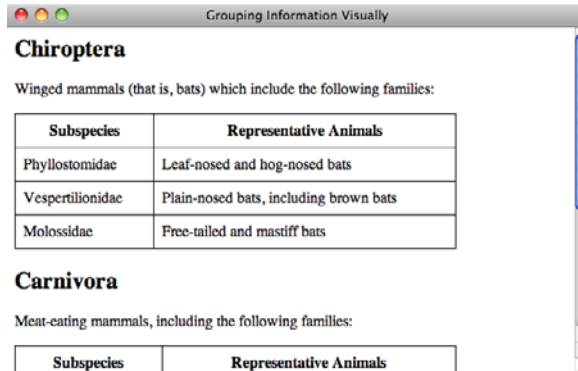 Grouping Information Visually
Chiroptera
Winged mammals (that is, bats) which include the following families:
Subspecies Representative Animals
Phyllostomidae Leaf-nosed and hog-nosed bats
Vespertilionidae Plain-nosed bats, including brown bats
Molossidae Free-tailed and mastiff bats
Carnivora
Meat-eating mammals, including the following families:
Subspecies Representative Animals